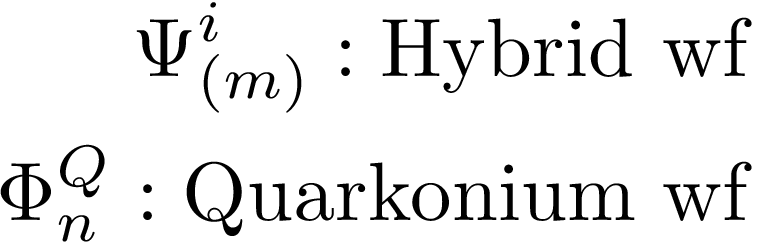 Ψ^i_(m) : Hybrid wf
Φ^Q_n : Quarkonium wf